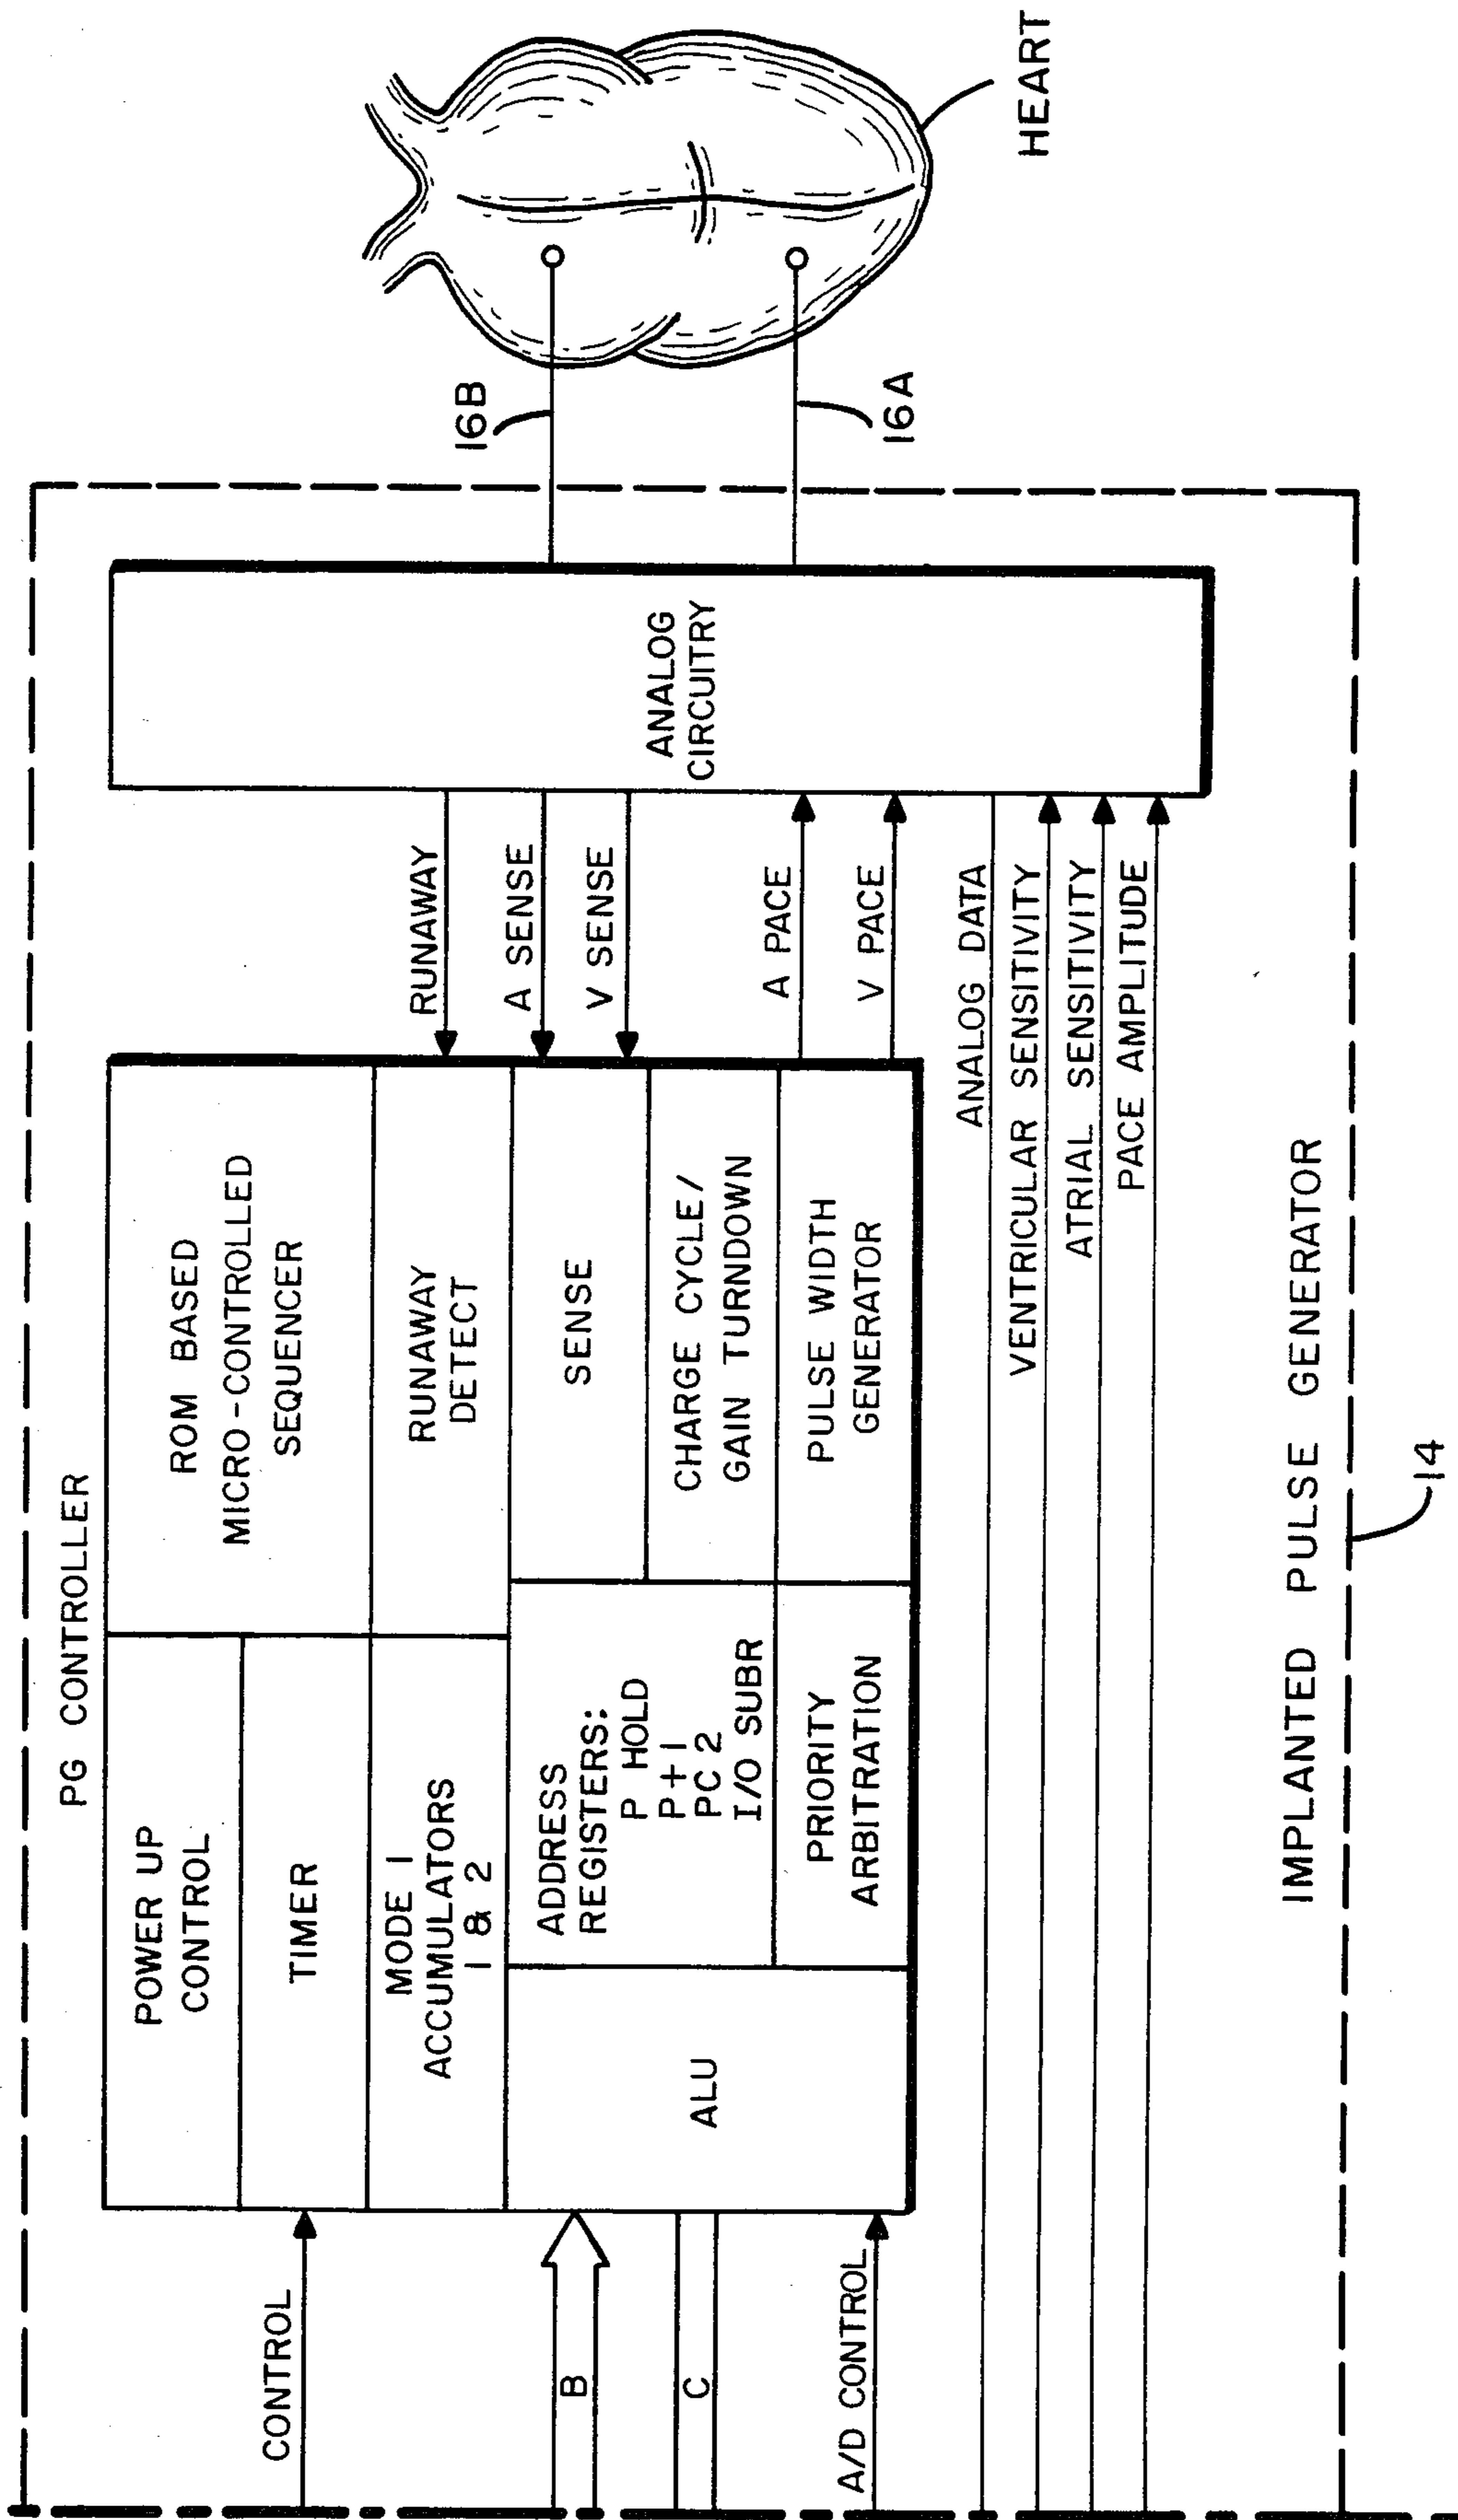 PG CONTROLLER
POWER UP
CONTROL
TIMER
MODE 1
ACCUMULATORS
1 & 2
ALU
ADDRESS
REGISTERS:
P HOLD
P+1
PC 2
I/O SUBR
PRIORITY
ARBITRATION
ROM BASED
MICRO-CONTROLLED
SEQUENCER
RUNAWAY
DETECT
SENSE
CHARGE CYCLE/
GAIN TURNDOWN
PULSE WIDTH
GENERATOR
CONTROL
B
C
A/D CONTROL
RUNAWAY
A SENSE
V SENSE
A PACE
V PACE
ANALOG DATA
VENTRICULAR SENSITIVITY
ATRIAL SENSITIVITY
PACE AMPLITUDE
ANALOG
CIRCUITRY
16B
16A
HEART
IMPLANTED PULSE GENERATOR
14